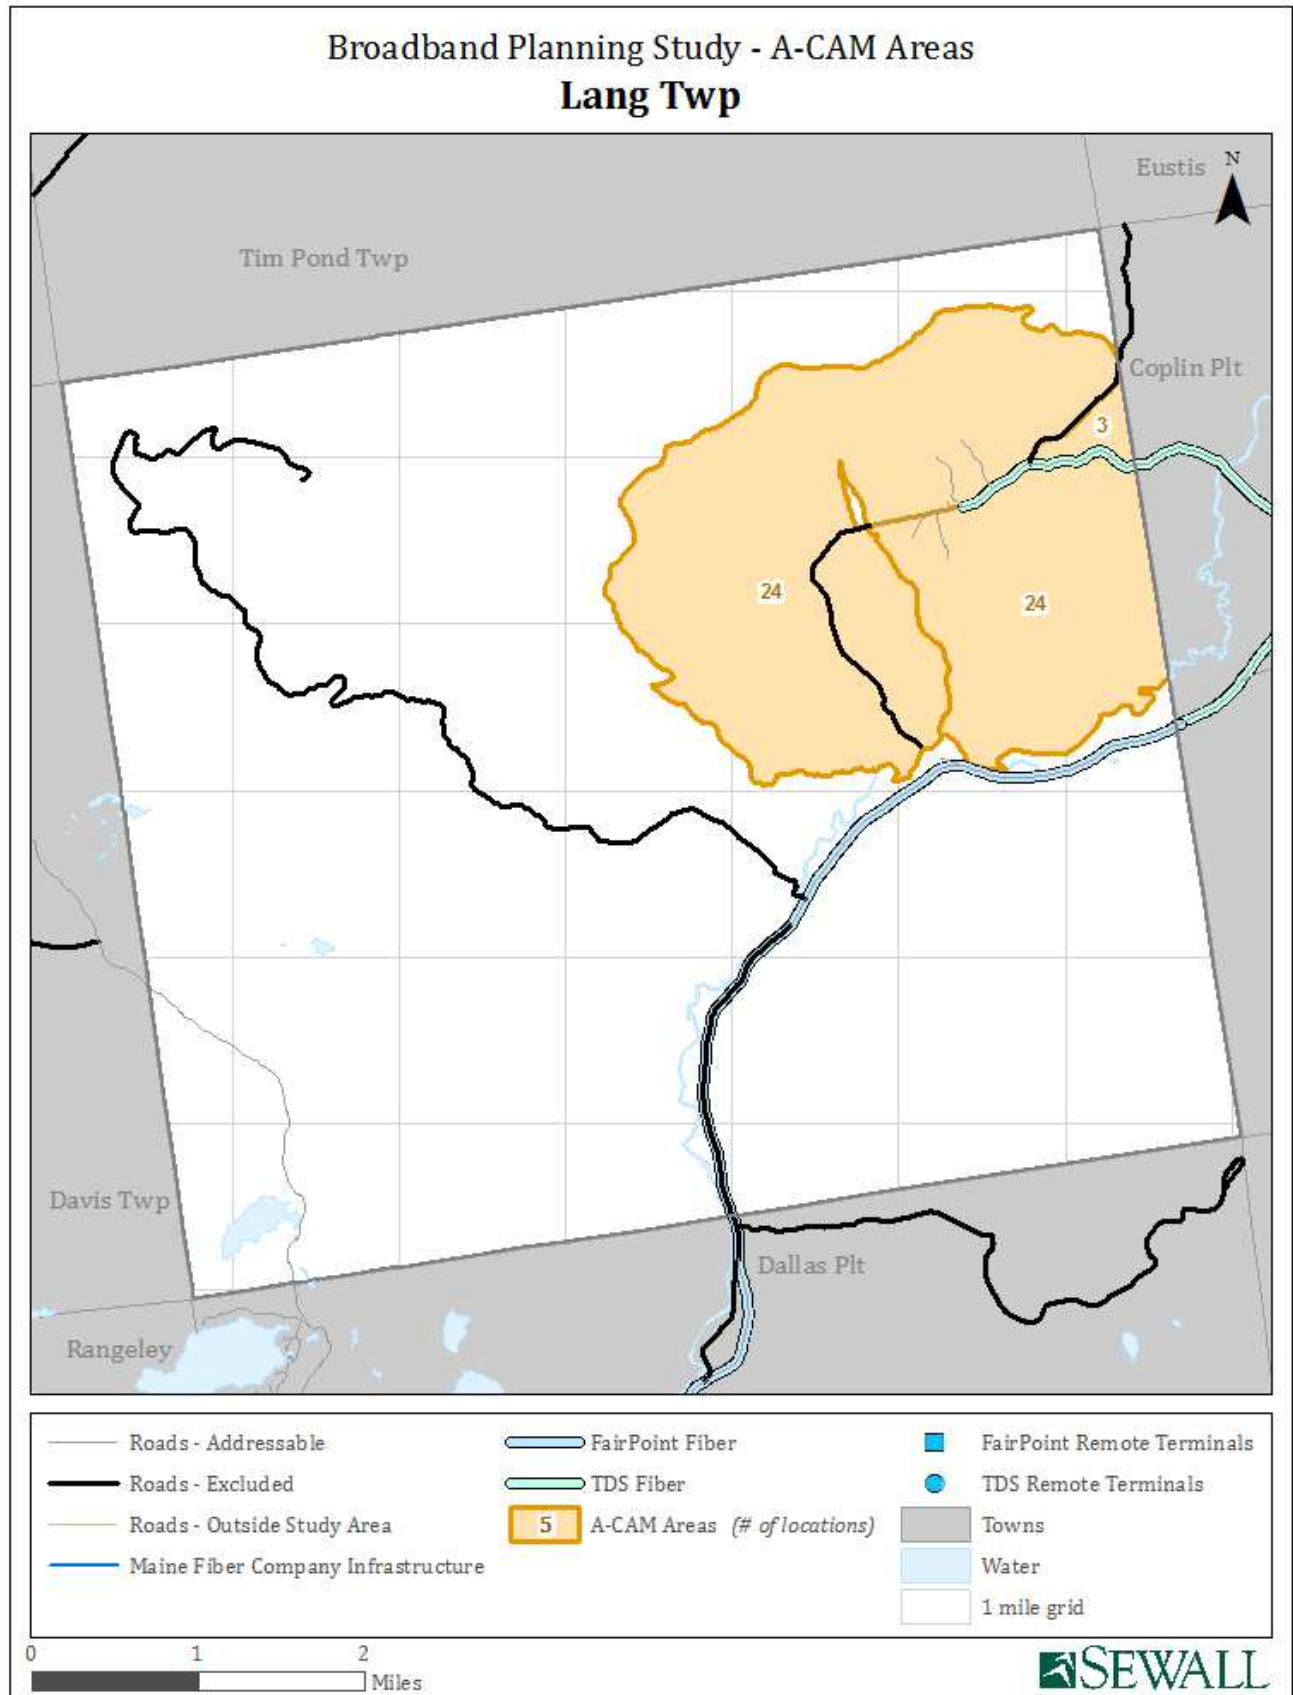 Broadband Planning Study - A-CAM Areas
Lang Twp
Eustis
N
Tim Pond Twp
Coplin Plt
3
24
24
Davis Twp
Dallas Plt
Rangeley
Roads - Addressable
Roads - Excluded
Roads - Outside Study Area
Maine Fiber Company Infrastructure
FairPoint Fiber
TDS Fiber
5 A-CAM Areas (# of locations)
FairPoint Remote Terminals
TDS Remote Terminals
Towns
Water
1 mile grid
0 1 2
Miles
SEWALL